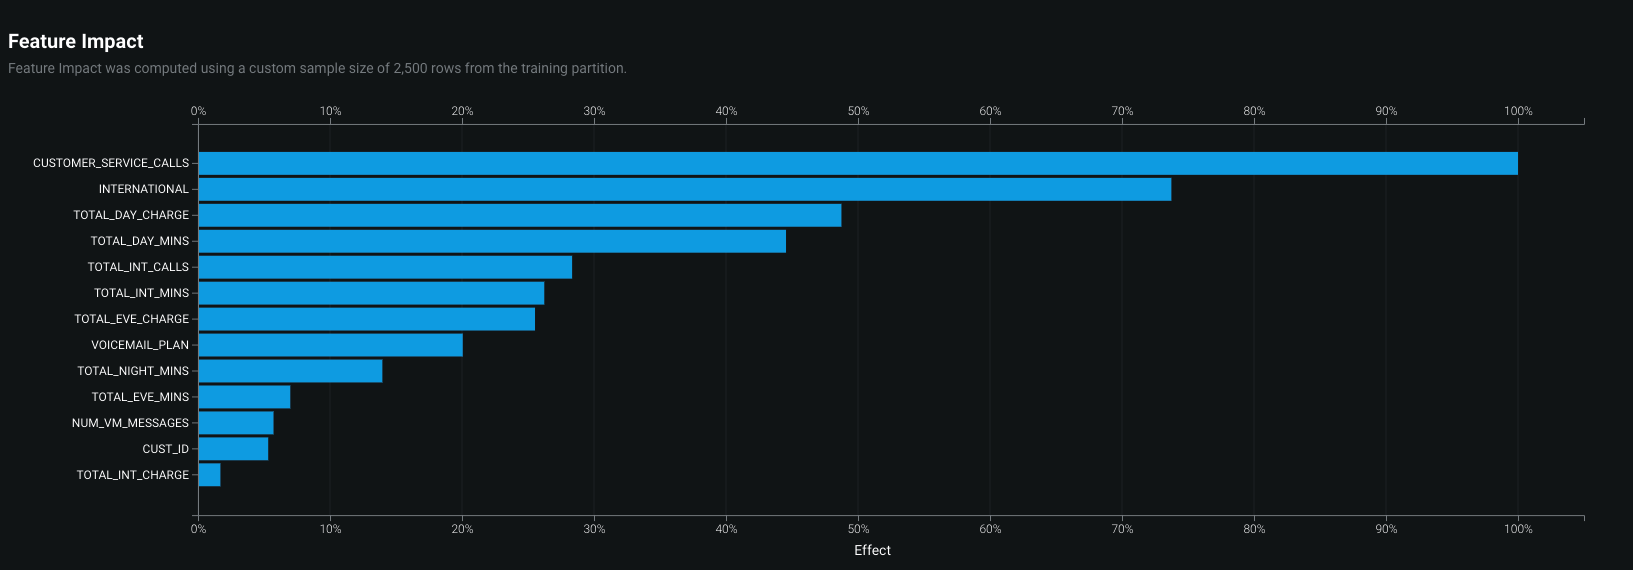 Feature Impact
Feature Impact was computed using a custom sample size of 2,500 rows from the training partition.
0% 10% 20% 30% 40% 50% 60% 70% 80% 90% 100%
CUSTOMER_SERVICE_CALLS
INTERNATIONAL
TOTAL_DAY_CHARGE
TOTAL_DAY_MINS
TOTAL_INT_CALLS
TOTAL_INT_MINS
TOTAL_EVE_CHARGE
VOICEMAIL_PLAN
TOTAL_NIGHT_MINS
TOTAL_EVE_MINS
NUM_VM_MESSAGES
CUST_ID
TOTAL_INT_CHARGE
0% 10% 20% 30% 40% 50% 60% 70% 80% 90% 100%
Effect